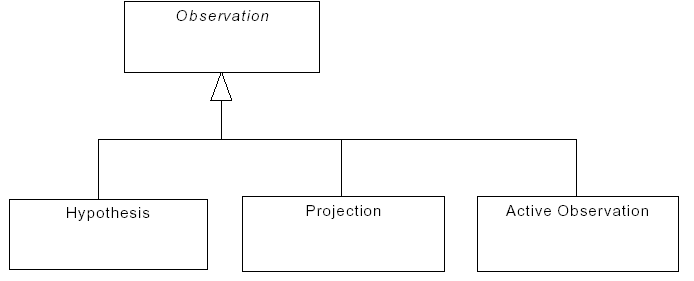 Observation
Hypothesis
Projection
Active Observation